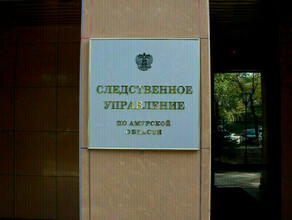 СЛЕДСТВЕННОЕ
УПРАВЛЕНИЕ
ПО АМУРСКОЙ
ОБЛАСТИ